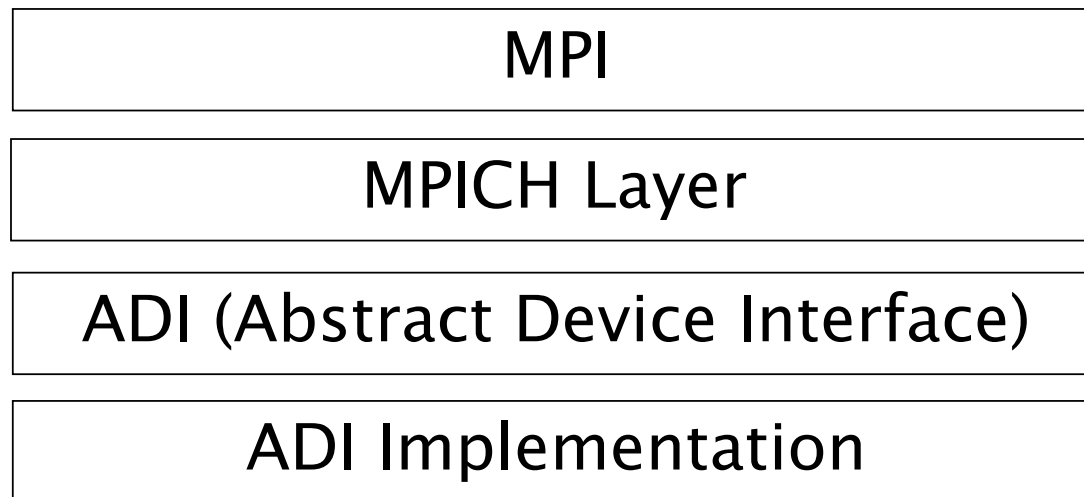 MPI
MPICH Layer
ADI (Abstract Device Interface)
ADI Implementation